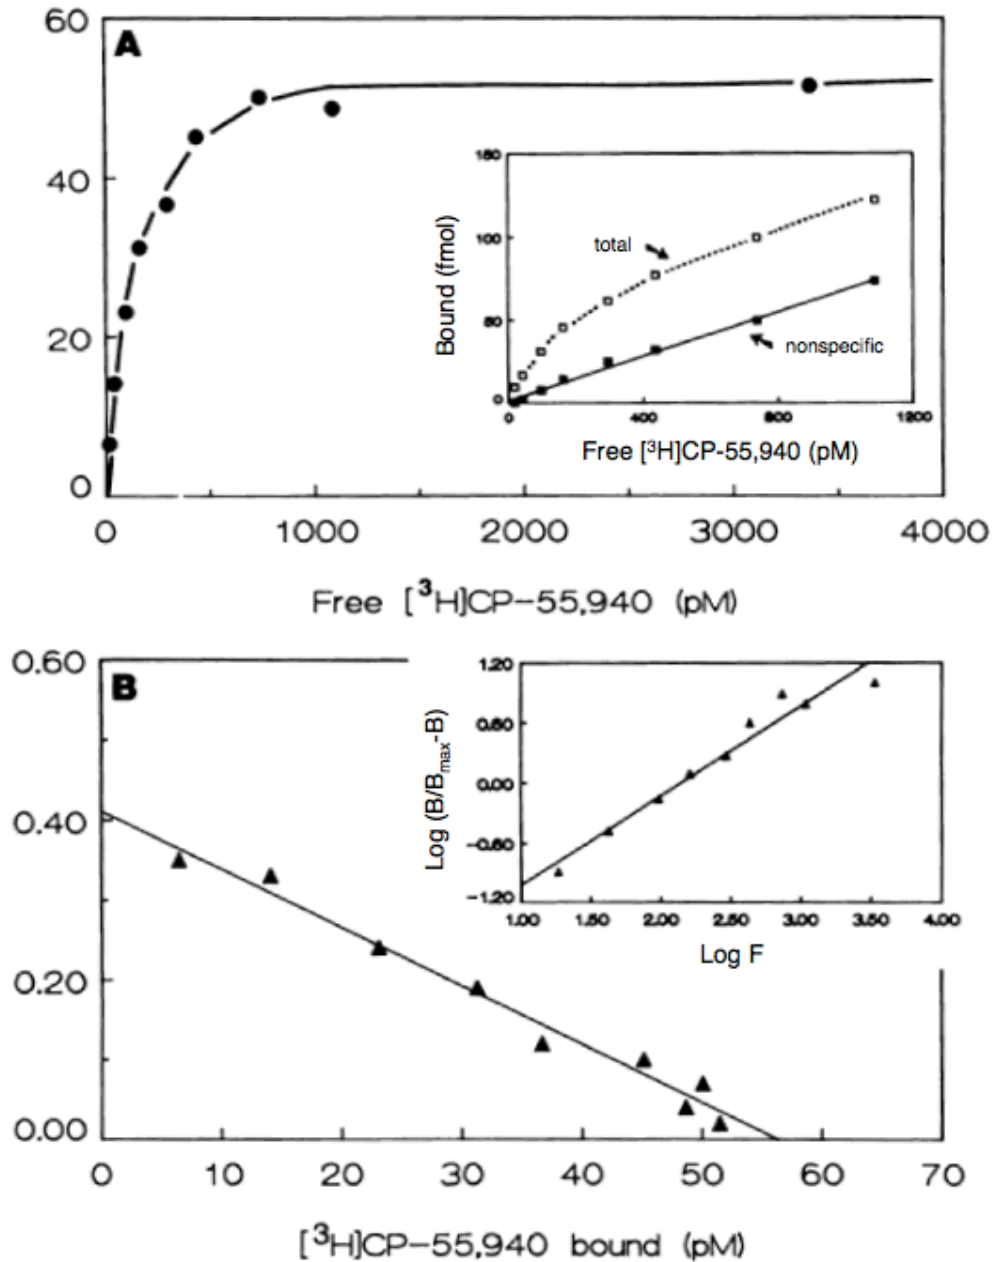 60
A
40
20
0
0 1000 2000 3000 4000
Free [³H]CP-55,940 (pM)
150
100
50
0
0 400 800 1200
Bound (fmol)
total
nonspecific
Free [³H]CP-55,940 (pM)
0.60
B
0.40
0.20
0.00
0 10 20 30 40 50 60 70
[³H]CP-55,940 bound (pM)
1.20
0.60
0.00
-0.60
-1.20
1.00 1.50 2.00 2.50 3.00 3.50 4.00
Log (B/Bmax-B)
Log F